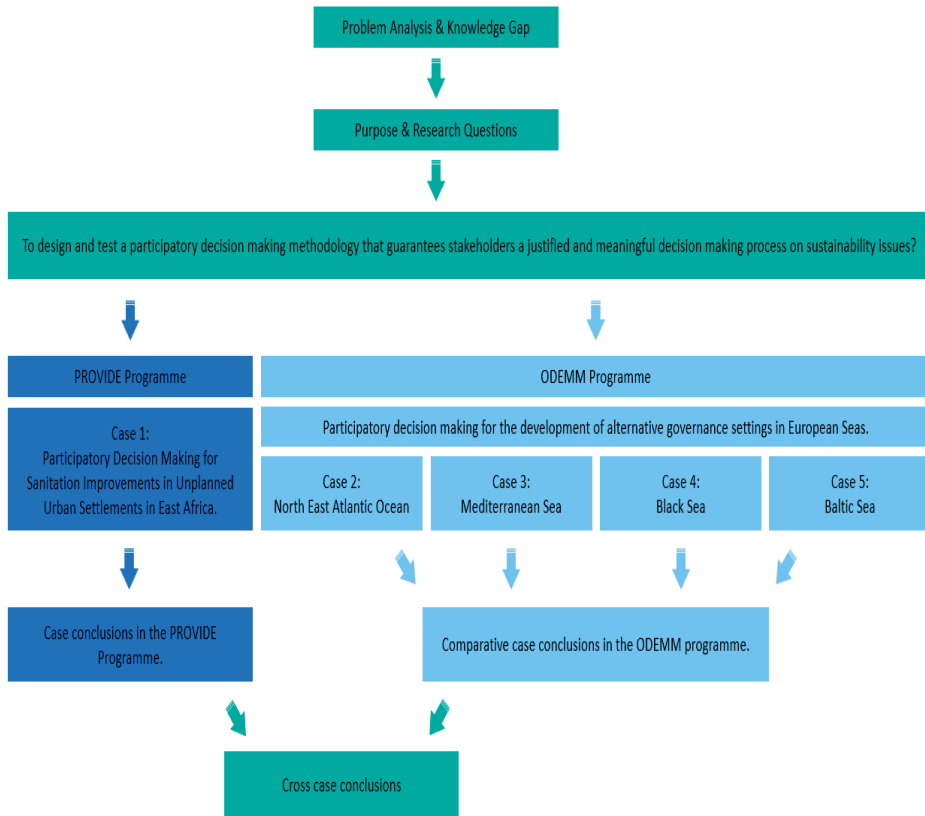 Problem Analysis & Knowledge Gap
Purpose & Research Questions
To design and test a participatory decision making methodology that guarantees stakeholders a justified and meaningful decision making process on sustainability issues?
PROVIDE Programme
ODEMM Programme
Case 1:
Participatory Decision Making for
Sanitation Improvements in Unplanned
Urban Settlements in East Africa.
Participatory decision making for the development of alternative governance settings in European Seas.
Case 2:
North East Atlantic Ocean
Case 3:
Mediterranean Sea
Case 4:
Black Sea
Case 5:
Baltic Sea
Case conclusions in the PROVIDE
Programme.
Comparative case conclusions in the ODEMM programme.
Cross case conclusions